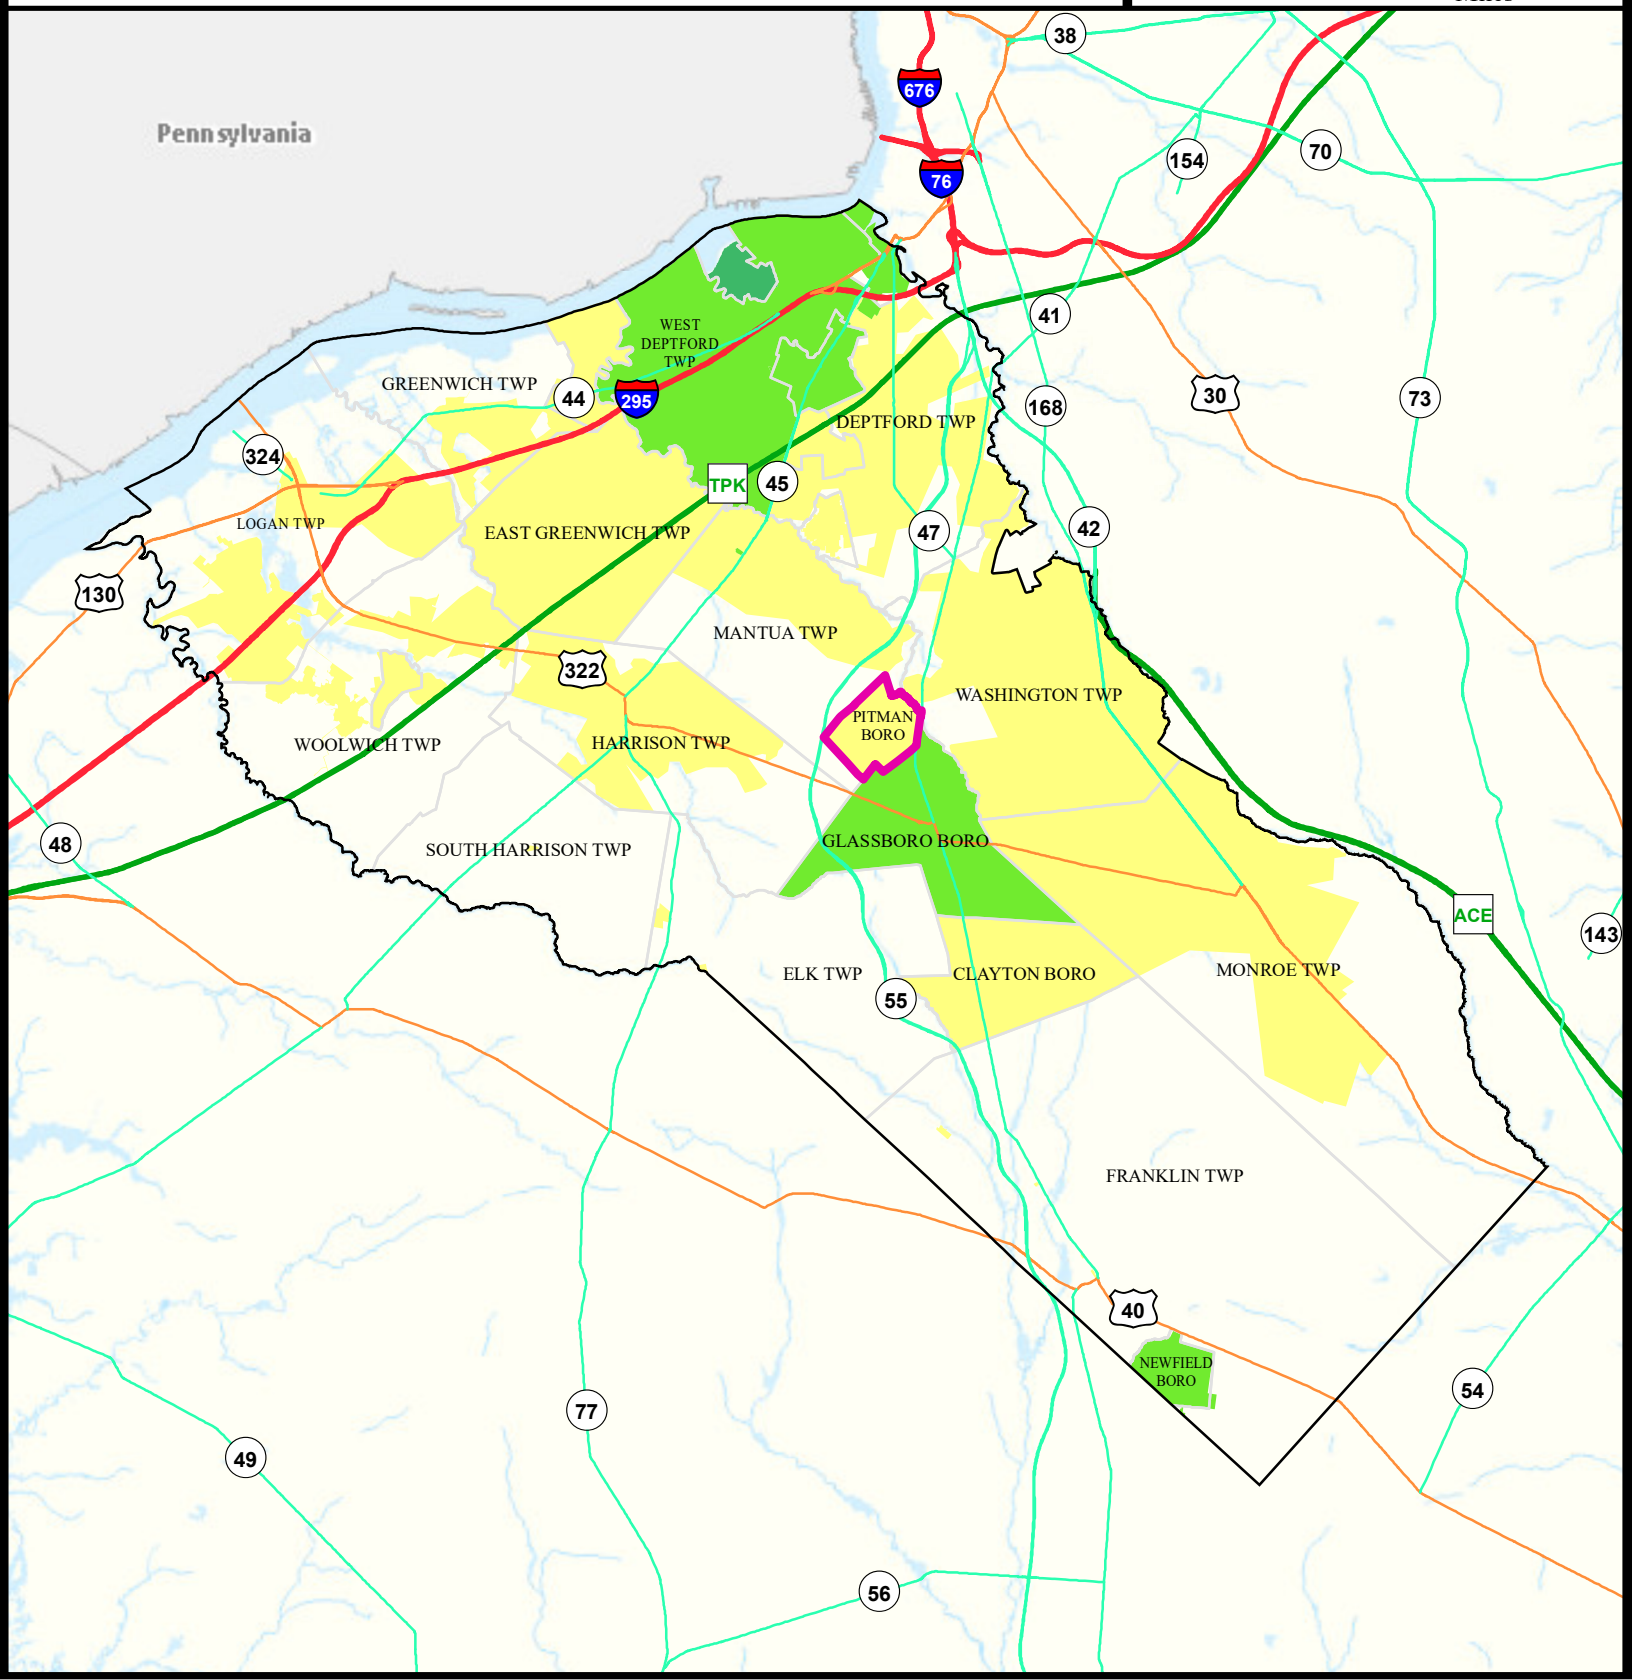 38
676
Pennsylvania
70
154
76
41
WEST
DEPTFORD
TWP
GREENWICH TWP
44
295
30
73
168
DEPTFORD TWP
324
TPK
45
LOGAN TWP
EAST GREENWICH TWP
47
42
130
MANTUA TWP
322
WASHINGTON TWP
PITMAN
BORO
WOOLWICH TWP
HARRISON TWP
48
GLASSBORO BORO
SOUTH HARRISON TWP
ACE
143
ELK TWP
CLAYTON BORO
MONROE TWP
55
FRANKLIN TWP
40
NEWFIELD
BORO
54
77
49
56